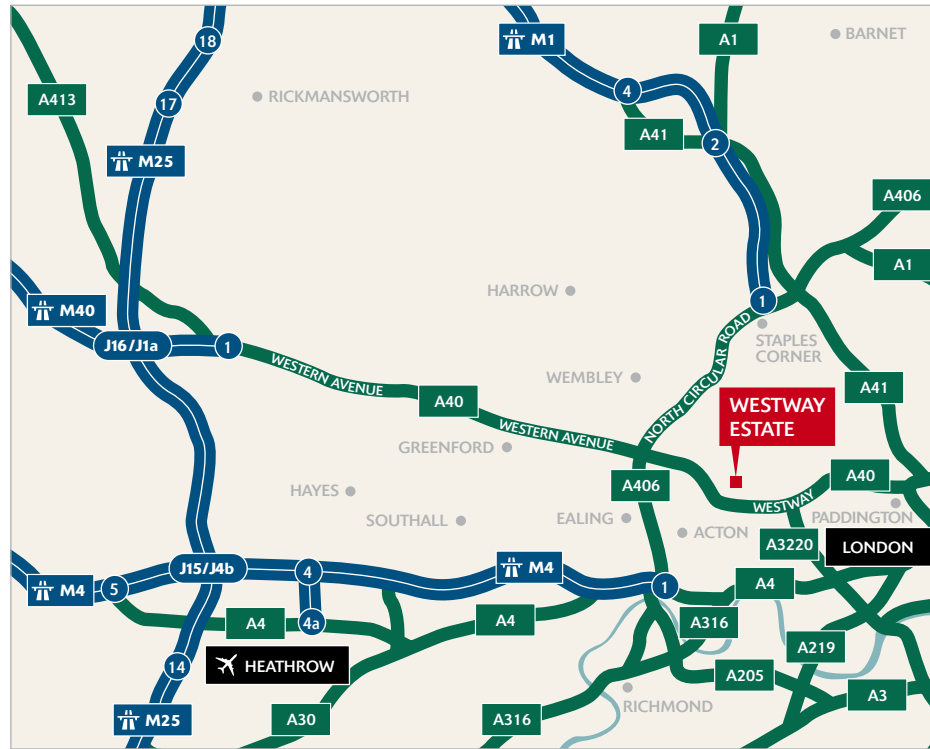 18
M1
A1
BARNET
4
17
RICKMANSWORTH
A413
A41
2
M25
A406
A1
HARROW
1
M40
NORTH CIRCULAR ROAD
STAPLES
CORNER
J16/J1a
1
WESTERN AVENUE
WEMBLEY
A41
A40
WESTWAY
ESTATE
WESTERN AVENUE
GREENFORD
A40
A406
HAYES
WESTWAY
PADDINGTON
SOUTHALL
EALING
ACTON
A3220
LONDON
J15/J4b
4
M4
M4
5
1
A4
A4
4a
A4
A316
A219
14
HEATHROW
A205
A3
RICHMOND
M25
A30
A316